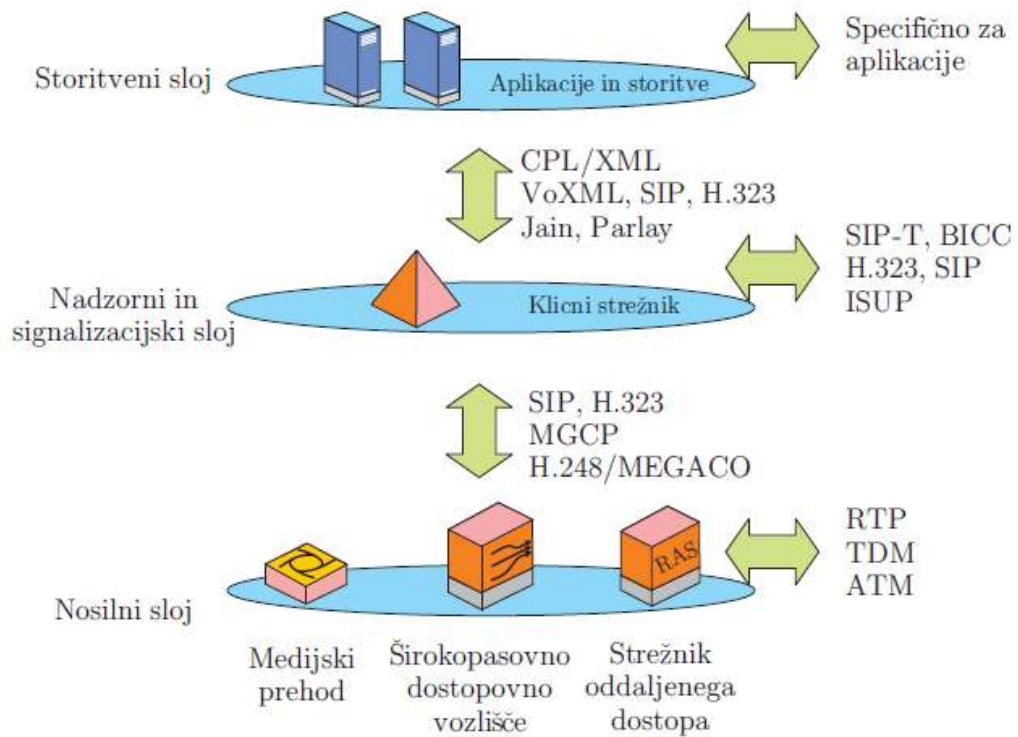 Storitveni sloj
Aplikacije in storitve
Specifično za
aplikacije
CPL/XML
VoXML, SIP, H.323
Jain, Parlay
Nadzorni in
signalizacijski sloj
Klicni strežnik
SIP-T, BICC
H.323, SIP
ISUP
SIP, H.323
MGCP
H.248/MEGACO
Nosilni sloj
RAS
RTP
TDM
ATM
Medijski
prehod
Širokopasovno
dostopovno
vozlišče
Strežnik
oddaljenega
dostopa